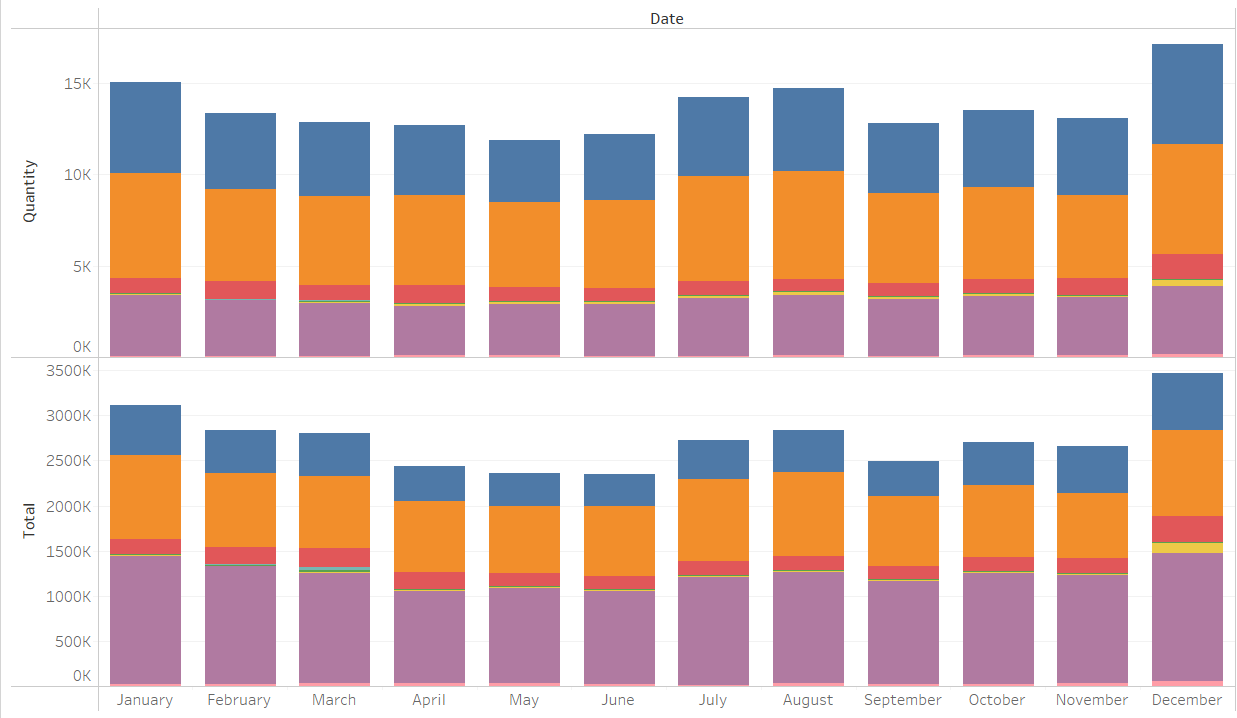 Date
15K
10K
5K
0K
Quantity
3500K
3000K
2500K
2000K
1500K
1000K
500K
0K
Total
January February March April May June July August September October November December